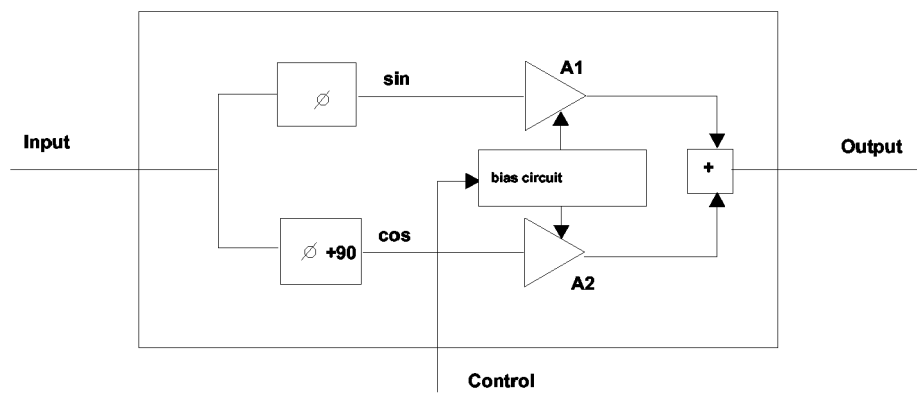 A1
sin
∅
Input
Output
+
bias circuit
cos
∅ +90
A2
Control